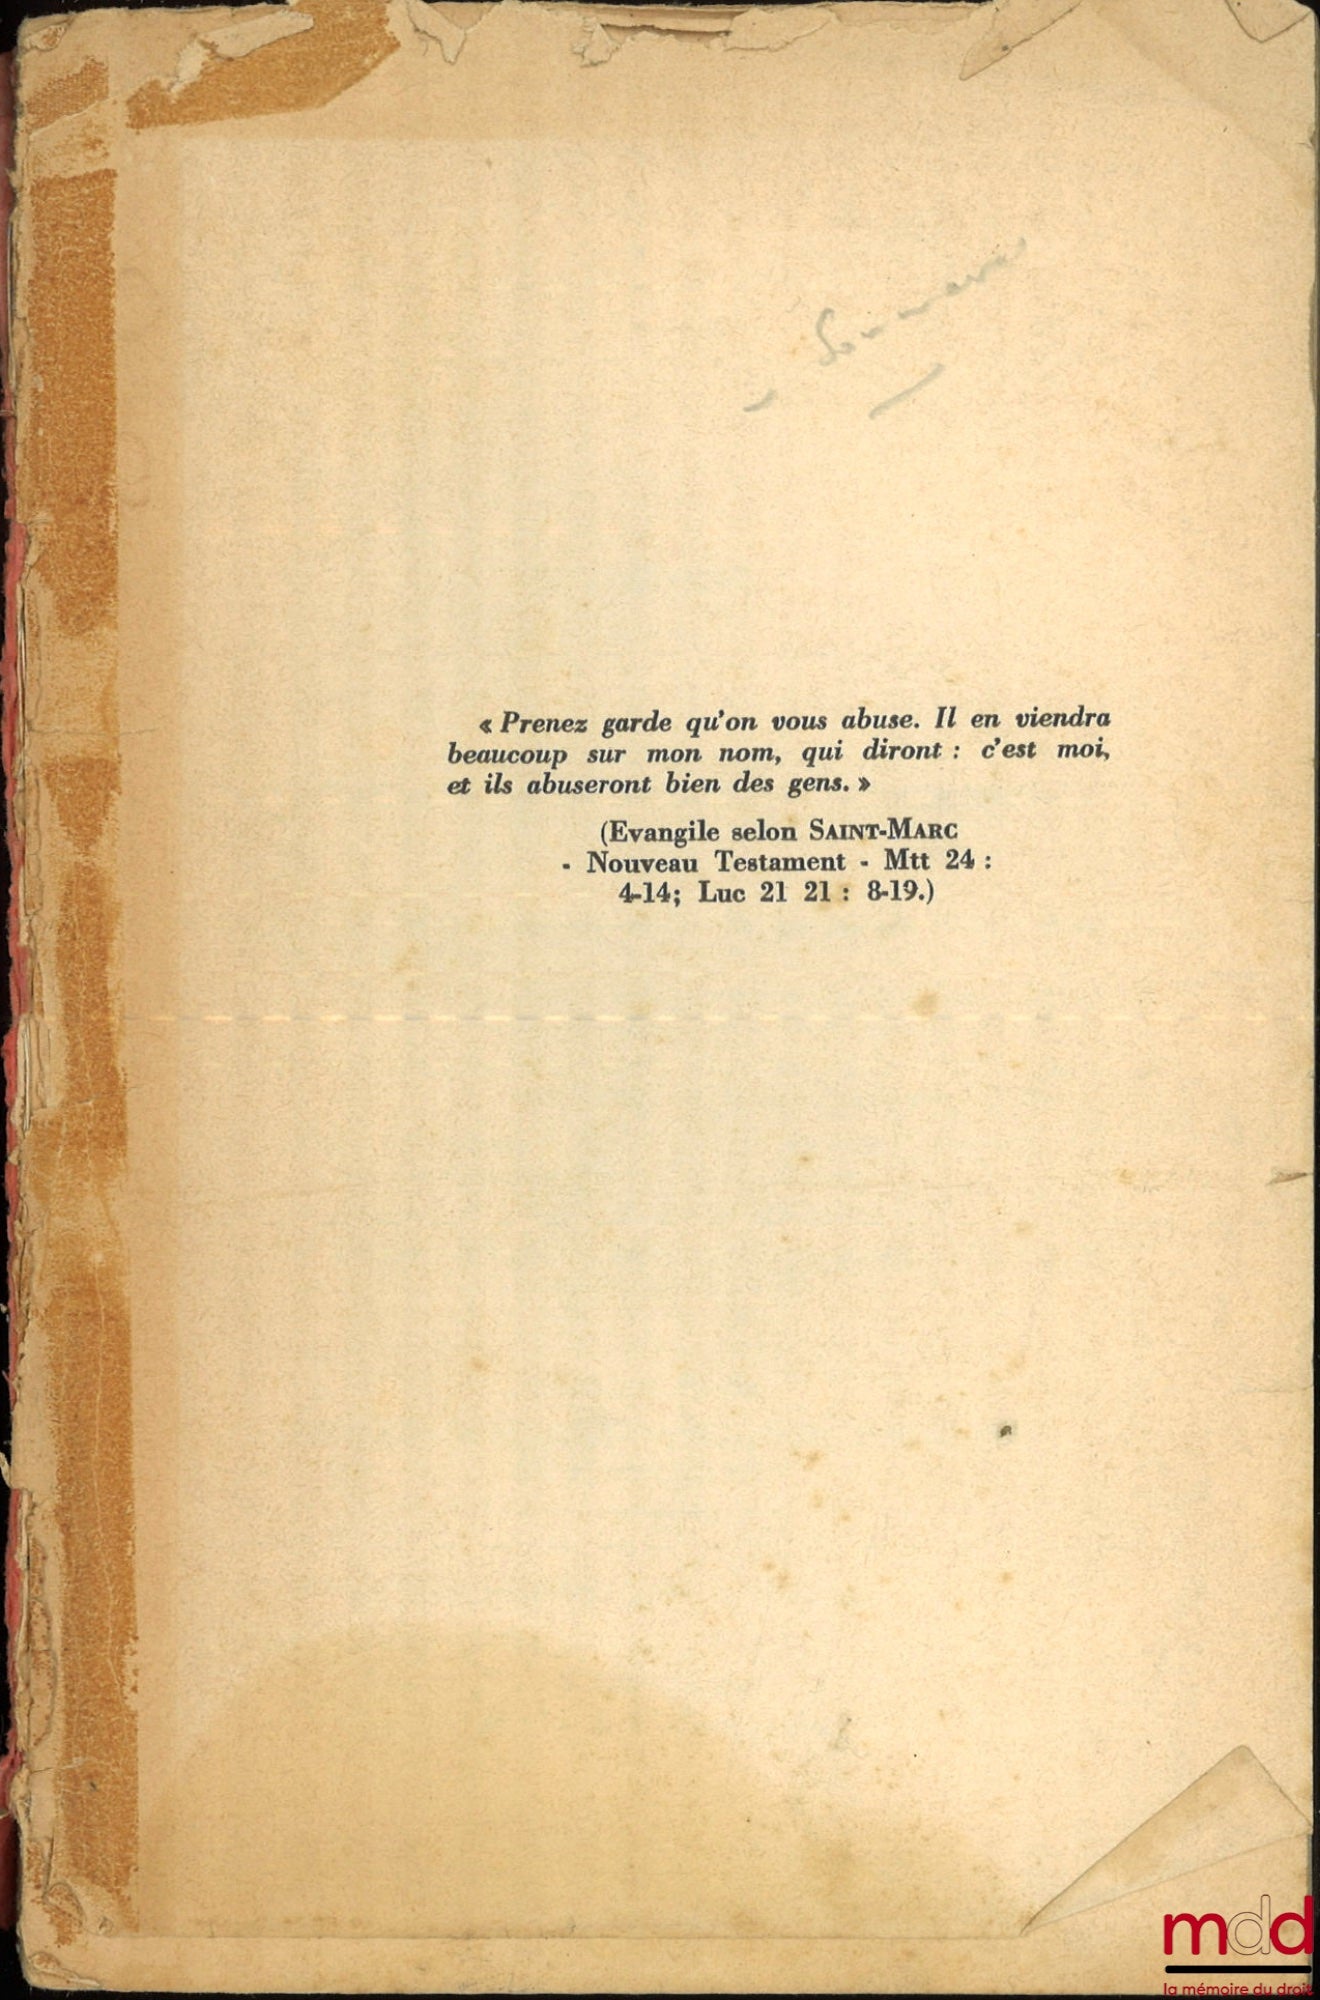 « Prenez garde qu'on vous abuse. Il en viendra
beaucoup sur mon nom, qui diront : c'est moi,
et ils abuseront bien des gens. »
(Evangile selon SAINT-MARC
- Nouveau Testament - Mtt 24 :
4-14; Luc 21 21 : 8-19.)
mdd
la mémoire du droit